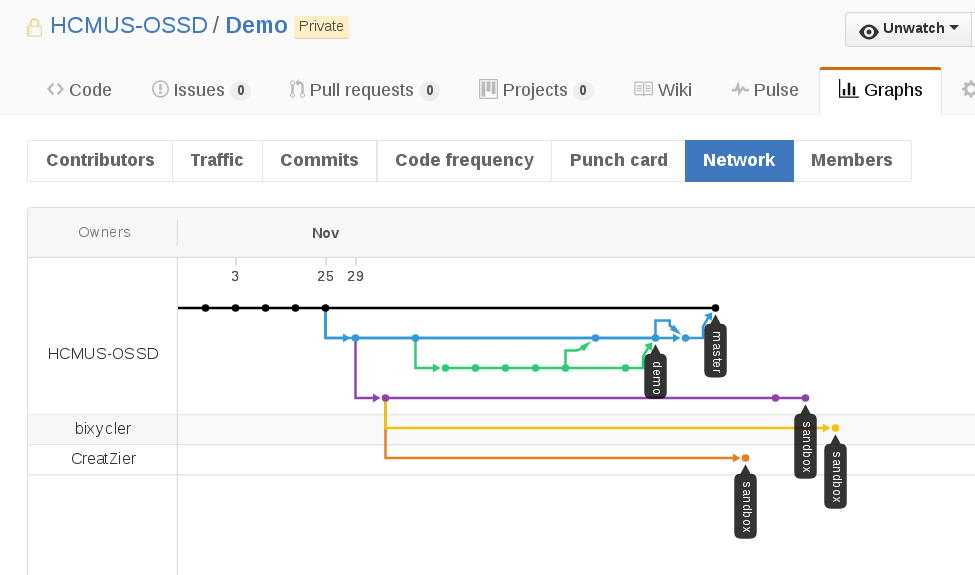 HCMUS-OSSD / Demo Private
Unwatch
Code Issues 0 Pull requests 0 Projects 0 Wiki Pulse Graphs
Contributors Traffic Commits Code frequency Punch card Network Members
Owners Nov
3 25 29
HCMUS-OSSD
master
demo
bixycler
sandbox
CreatZier
sandbox
sandbox